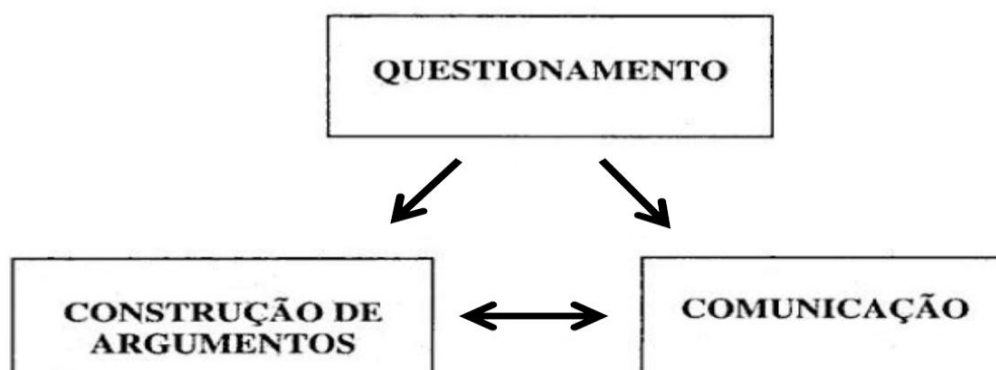 QUESTIONAMENTO
CONSTRUÇÃO DE
ARGUMENTOS
COMUNICAÇÃO